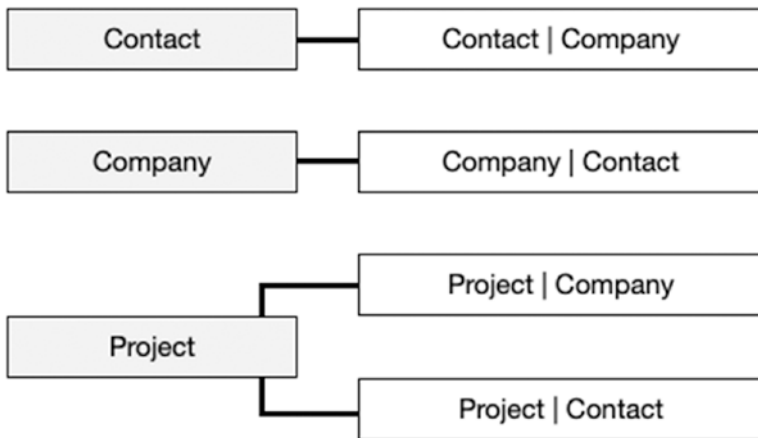 Contact
Contact | Company
Company
Company | Contact
Project | Company
Project
Project | Contact